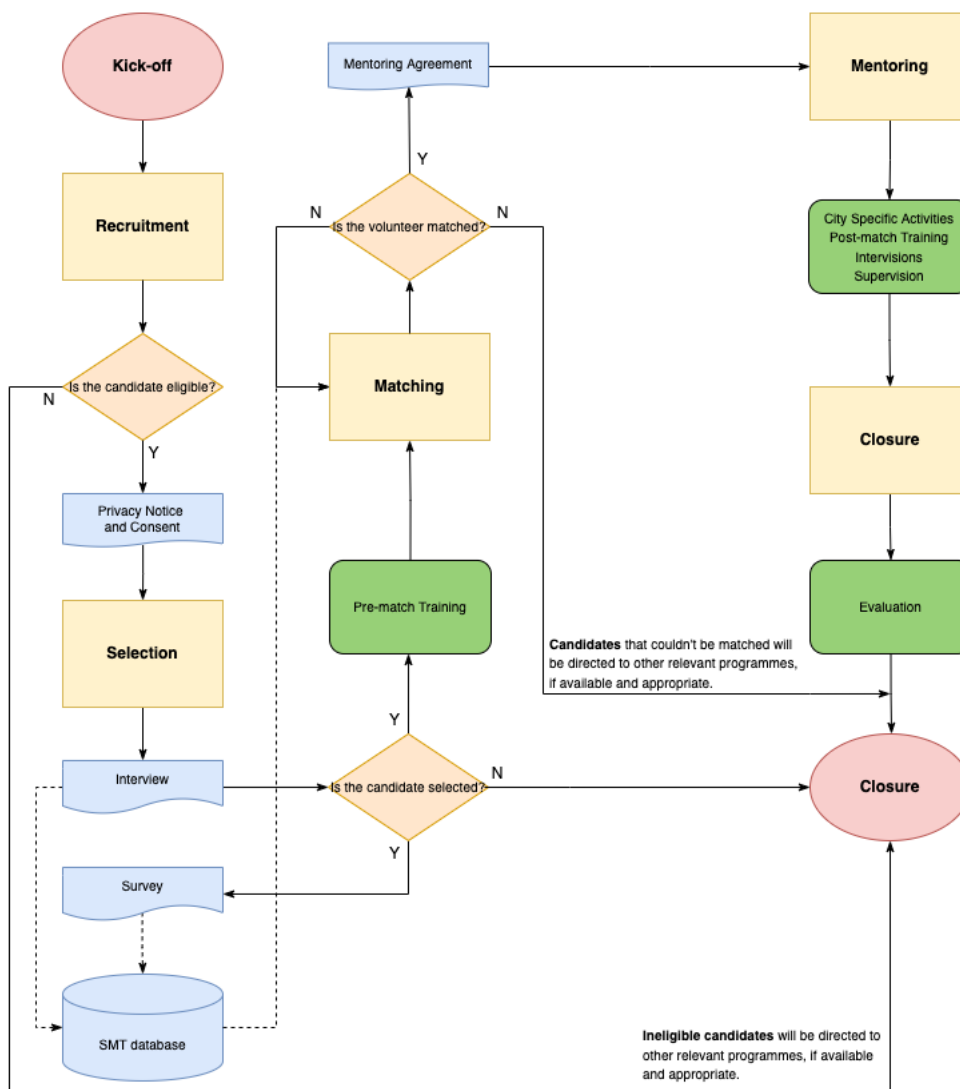 Kick-off
Recruitment
Is the candidate eligible?
N
Y
Privacy Notice
and Consent
Selection
Interview
Survey
SMT database
Mentoring Agreement
Y
N
N
Is the volunteer matched?
Matching
Pre-match Training
Y
Is the candidate selected?
N
Y
Mentoring
City Specific Activities
Post-match Training
Intervisions
Supervision
Closure
Evaluation
Candidates that couldn't be matched will
be directed to other relevant programmes,
if available and appropriate.
Closure
Ineligible candidates will be directed to
other relevant programmes, if available
and appropriate.